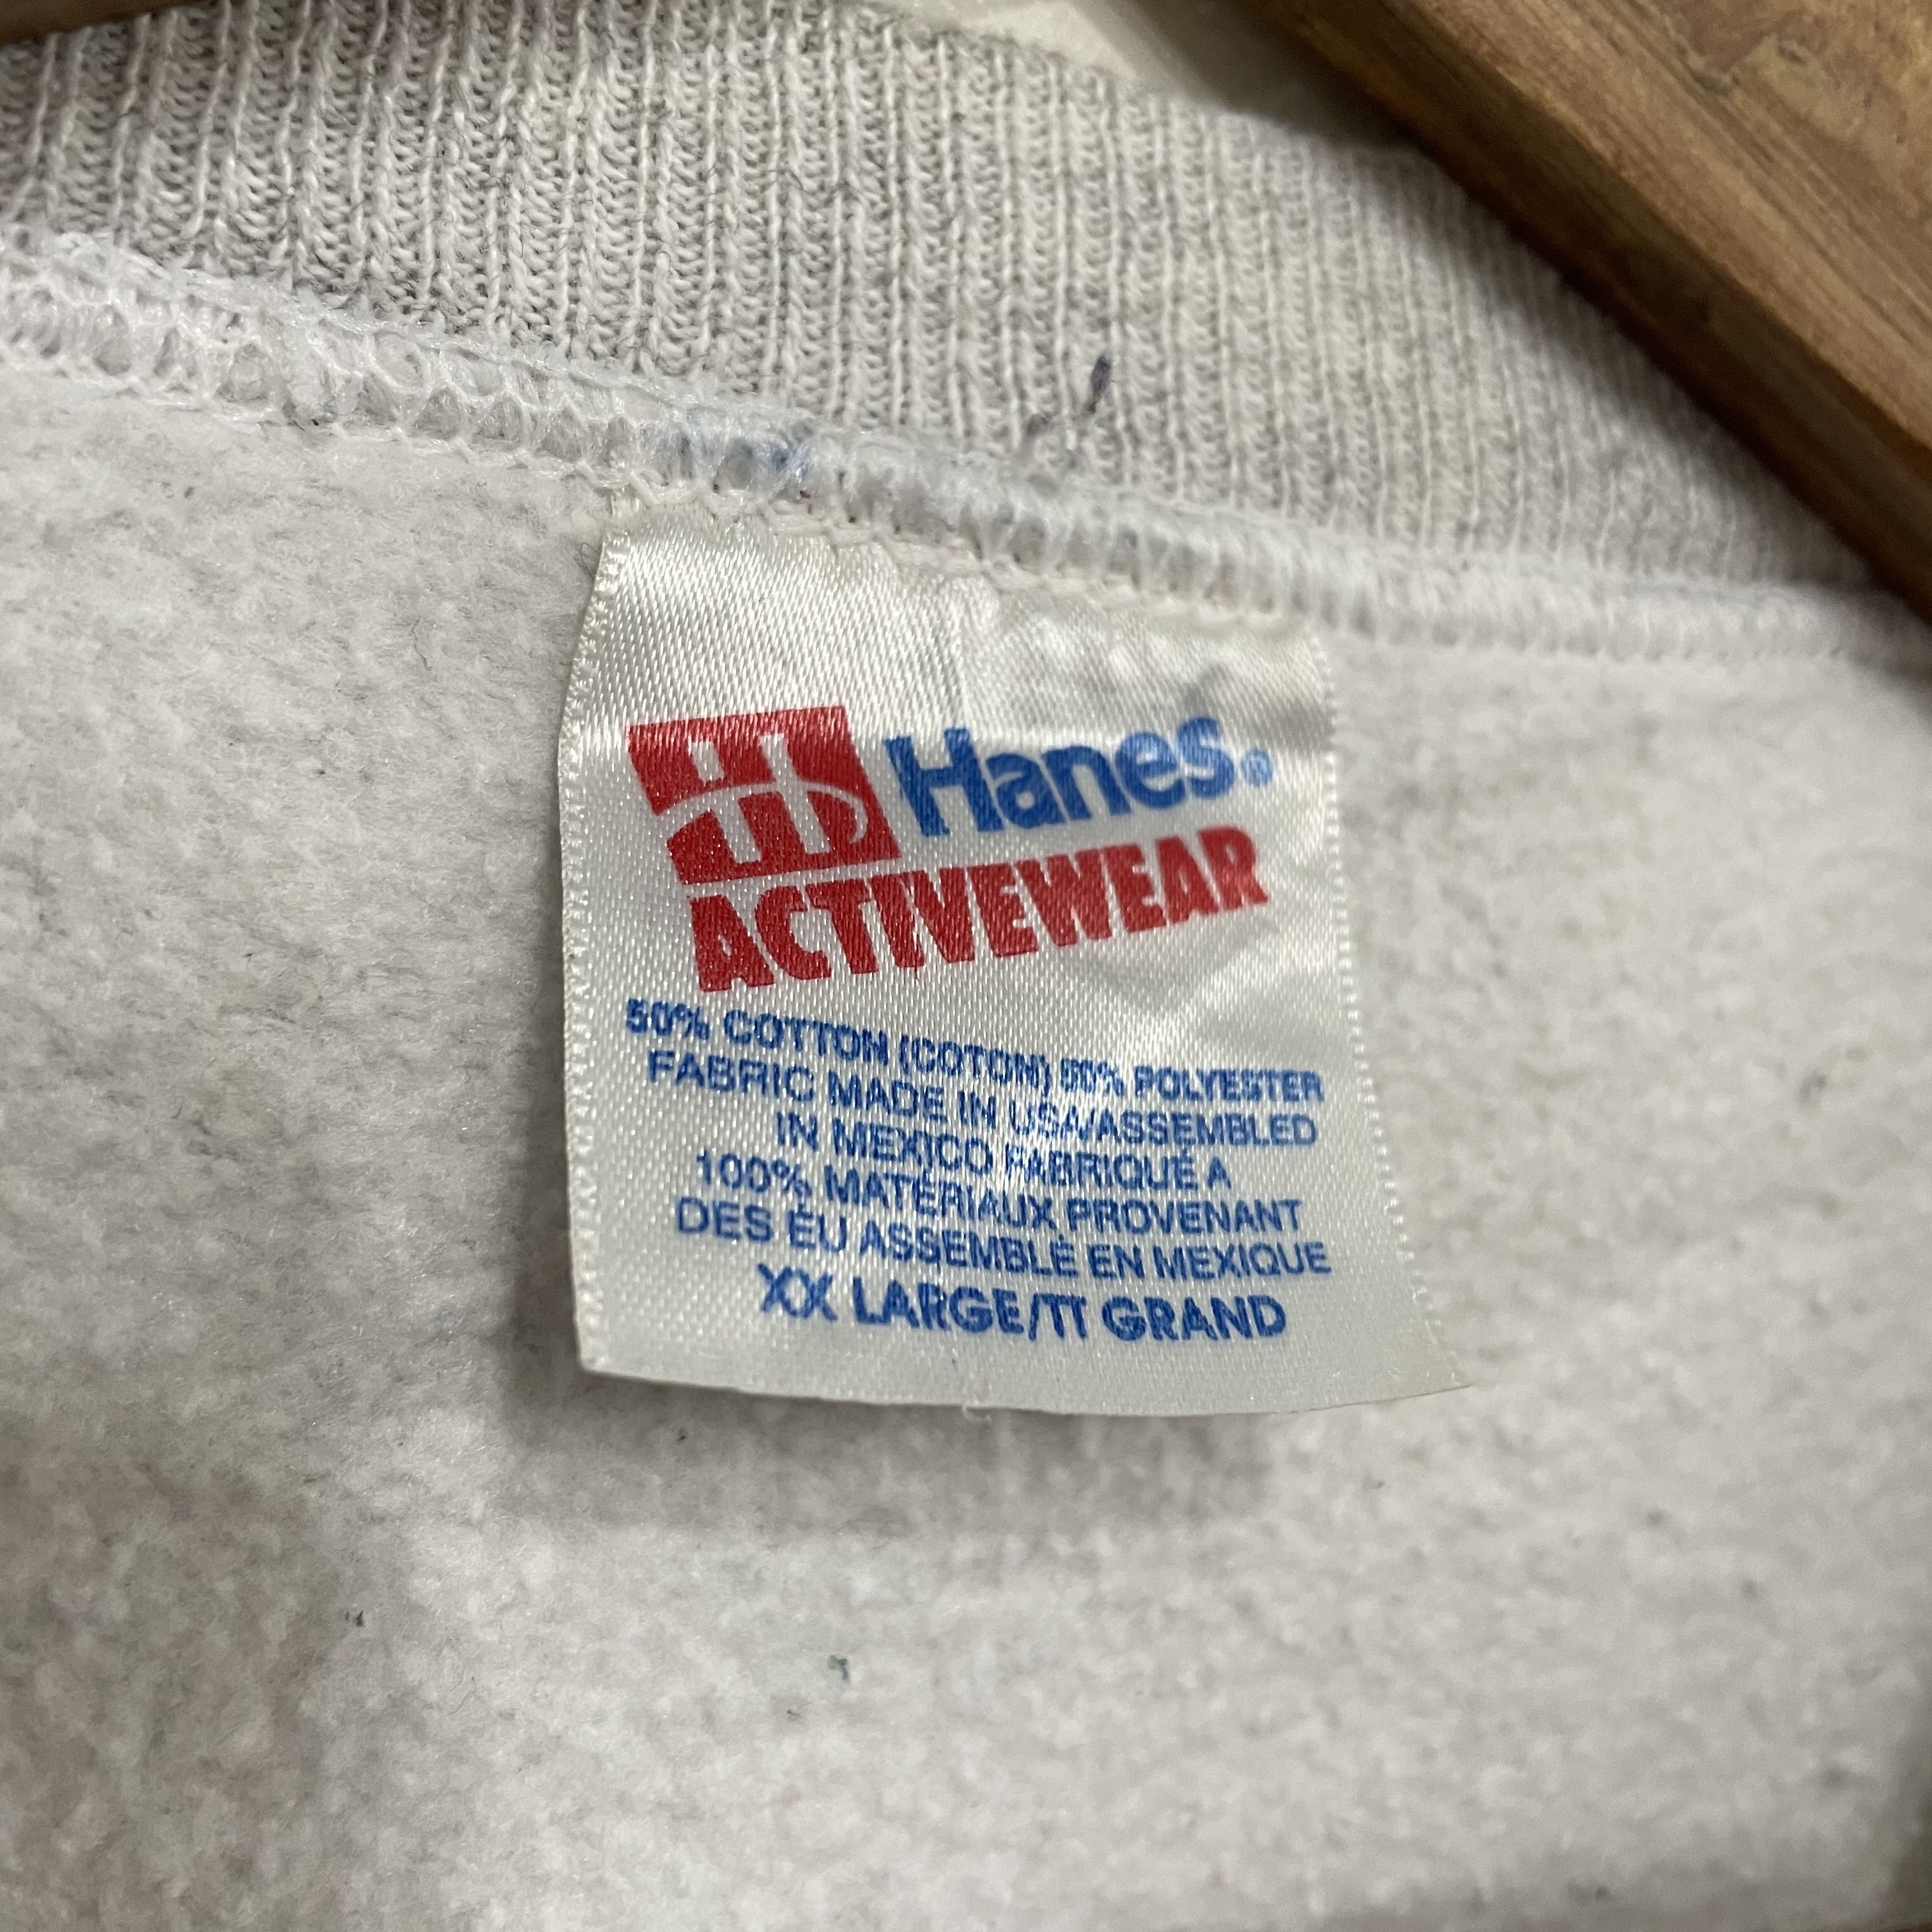 Hanes®
ACTIVEWEAR
50% COTTON (COTON) 50% POLYESTER
FABRIC MADE IN USA/ASSEMBLED
IN MEXICO FABRIQUÉ A
100% MATÉRIAUX PROVENANT
DES ÉU ASSEMBLÉ EN MEXIQUE
XX LARGE/TT GRAND